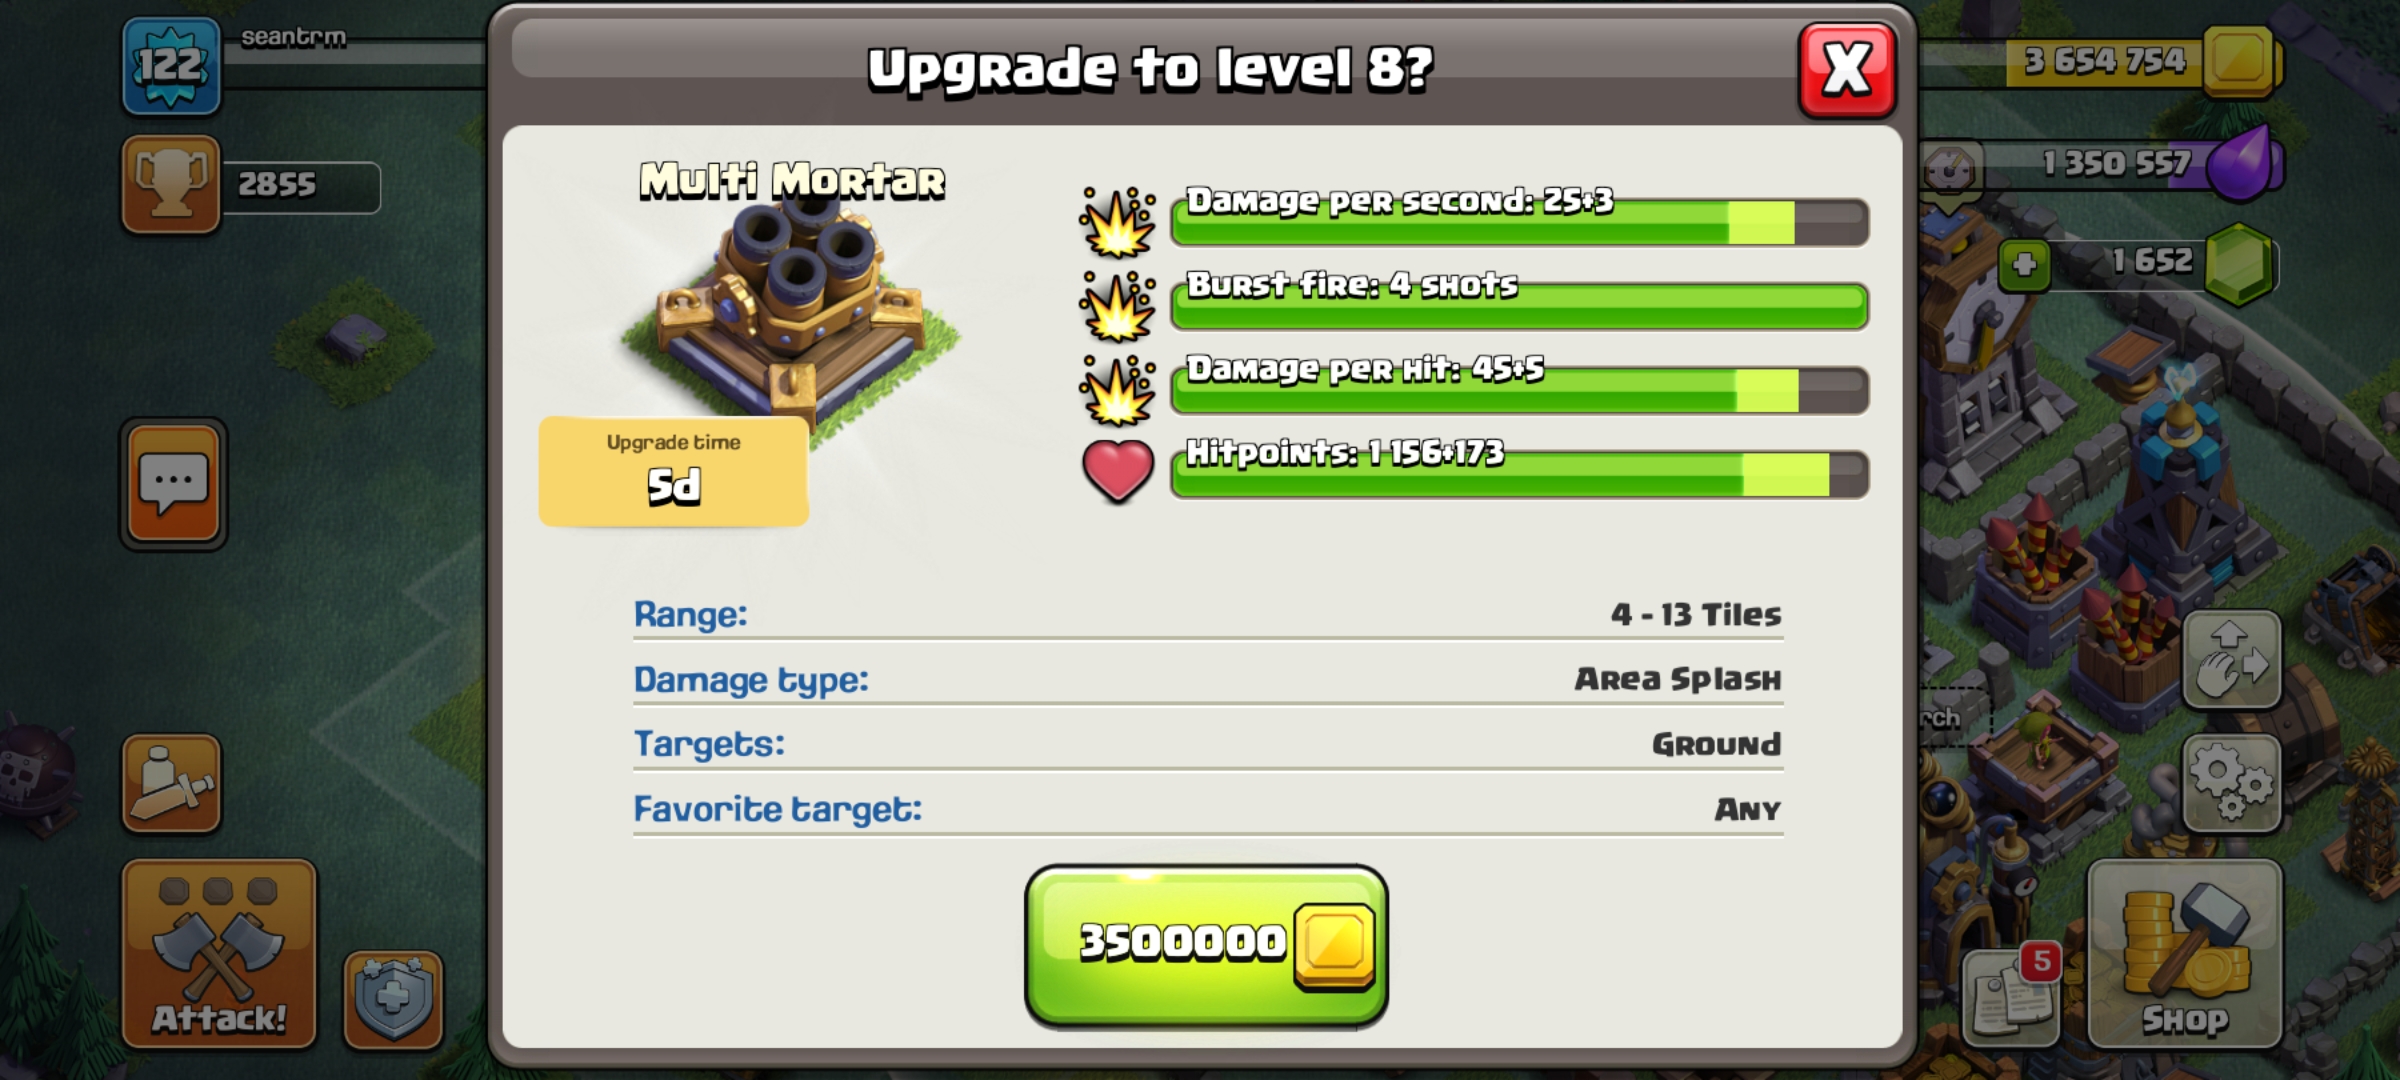 122
seantrm
2855
Attack!
Upgrade to level 8?
X
Multi Mortar
Upgrade time
5d
Damage per second: 25+3
Burst fire: 4 shots
Damage per hit: 45+5
Hitpoints: 1 156+173
Range: 4 - 13 Tiles
Damage type: Area Splash
Targets: Ground
Favorite target: Any
3500000
3 654 754
1 350 557
1 652
rch
5
Shop